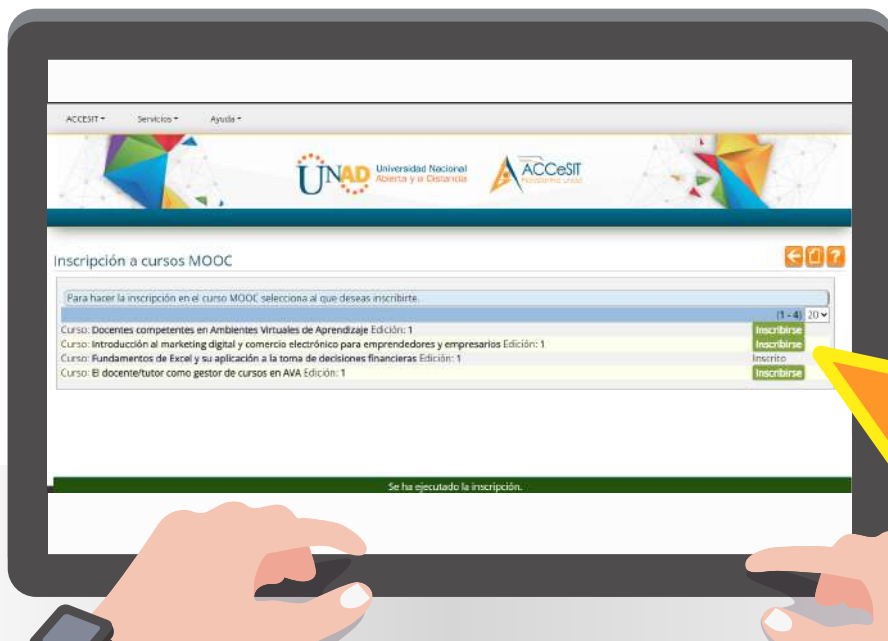 ACCESIT Servicios Ayuda
UNAD Universidad Nacional
Abierta y a Distancia
ACCeSIT
Inscripción a cursos MOOC
Para hacer la inscripción en el curso MOOC selecciona al que deseas inscribirte.
(1 - 4) 20
Curso: Docentes competentes en Ambientes Virtuales de Aprendizaje Edición: 1 Inscribirse
Curso: Introducción al marketing digital y comercio electrónico para emprendedores y empresarios Edición: 1 Inscribirse
Curso: Fundamentos de Excel y su aplicación a la toma de decisiones financieras Edición: 1 Inscrito
Curso: El docente/tutor como gestor de cursos en AVA Edición: 1 Inscribirse
Se ha ejecutado la inscripción.